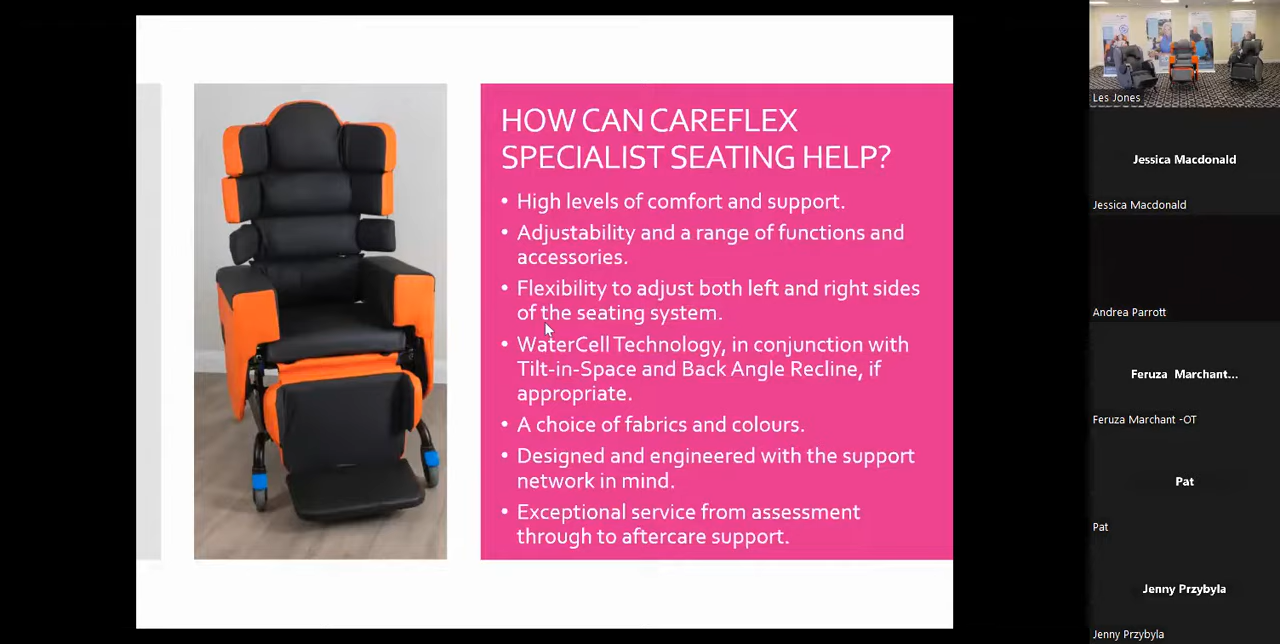 HOW CAN CAREFLEX
SPECIALIST SEATING HELP?
• High levels of comfort and support.
• Adjustability and a range of functions and
accessories.
• Flexibility to adjust both left and right sides
of the seating system.
• WaterCell Technology, in conjunction with
Tilt-in-Space and Back Angle Recline, if
appropriate.
• A choice of fabrics and colours.
• Designed and engineered with the support
network in mind.
• Exceptional service from assessment
through to aftercare support.
Les Jones
Jessica Macdonald
Jessica Macdonald
Andrea Parrott
Feruza Marchant...
Feruza Marchant -OT
Pat
Pat
Jenny Przybyla
Jenny Przybyla